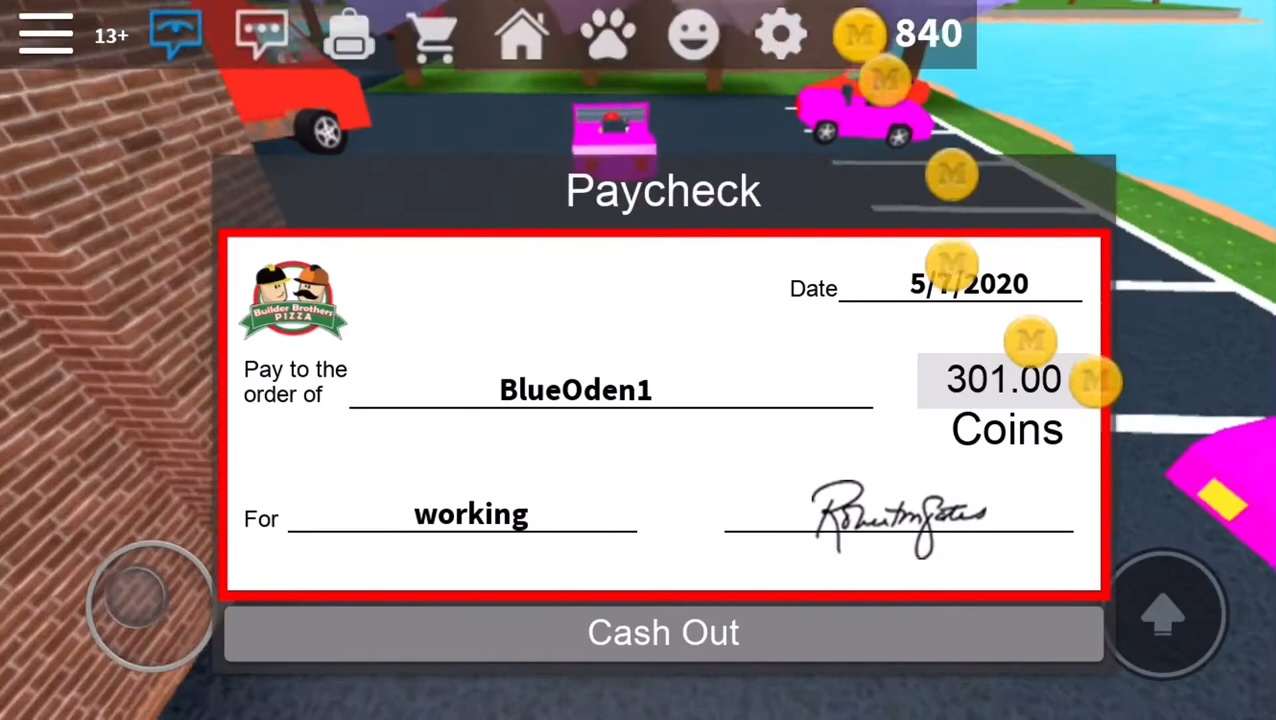 13+
840
Paycheck
Builder Brothers
PIZZA
Date 5/7/2020
Pay to the
order of
BlueOden1
301.00
Coins
For working
Cash Out